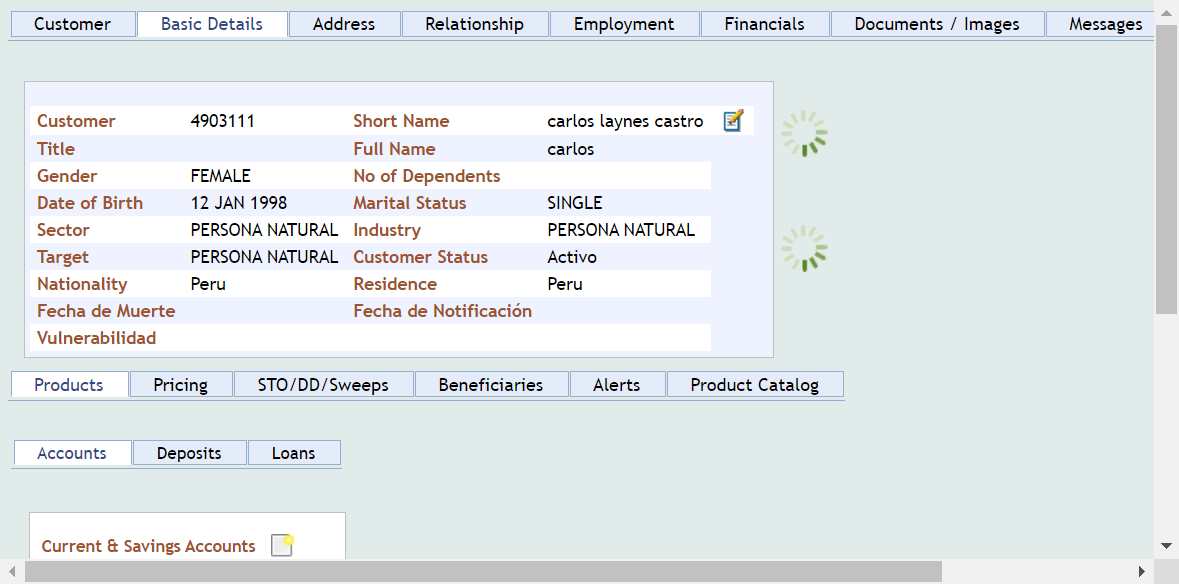 Customer Basic Details Address Relationship Employment Financials Documents / Images Messages
Customer 4903111 Short Name carlos laynes castro
Title Full Name carlos
Gender FEMALE No of Dependents
Date of Birth 12 JAN 1998 Marital Status SINGLE
Sector PERSONA NATURAL Industry PERSONA NATURAL
Target PERSONA NATURAL Customer Status Activo
Nationality Peru Residence Peru
Fecha de Muerte Fecha de Notificación
Vulnerabilidad
Products Pricing STO/DD/Sweeps Beneficiaries Alerts Product Catalog
Accounts Deposits Loans
Current & Savings Accounts